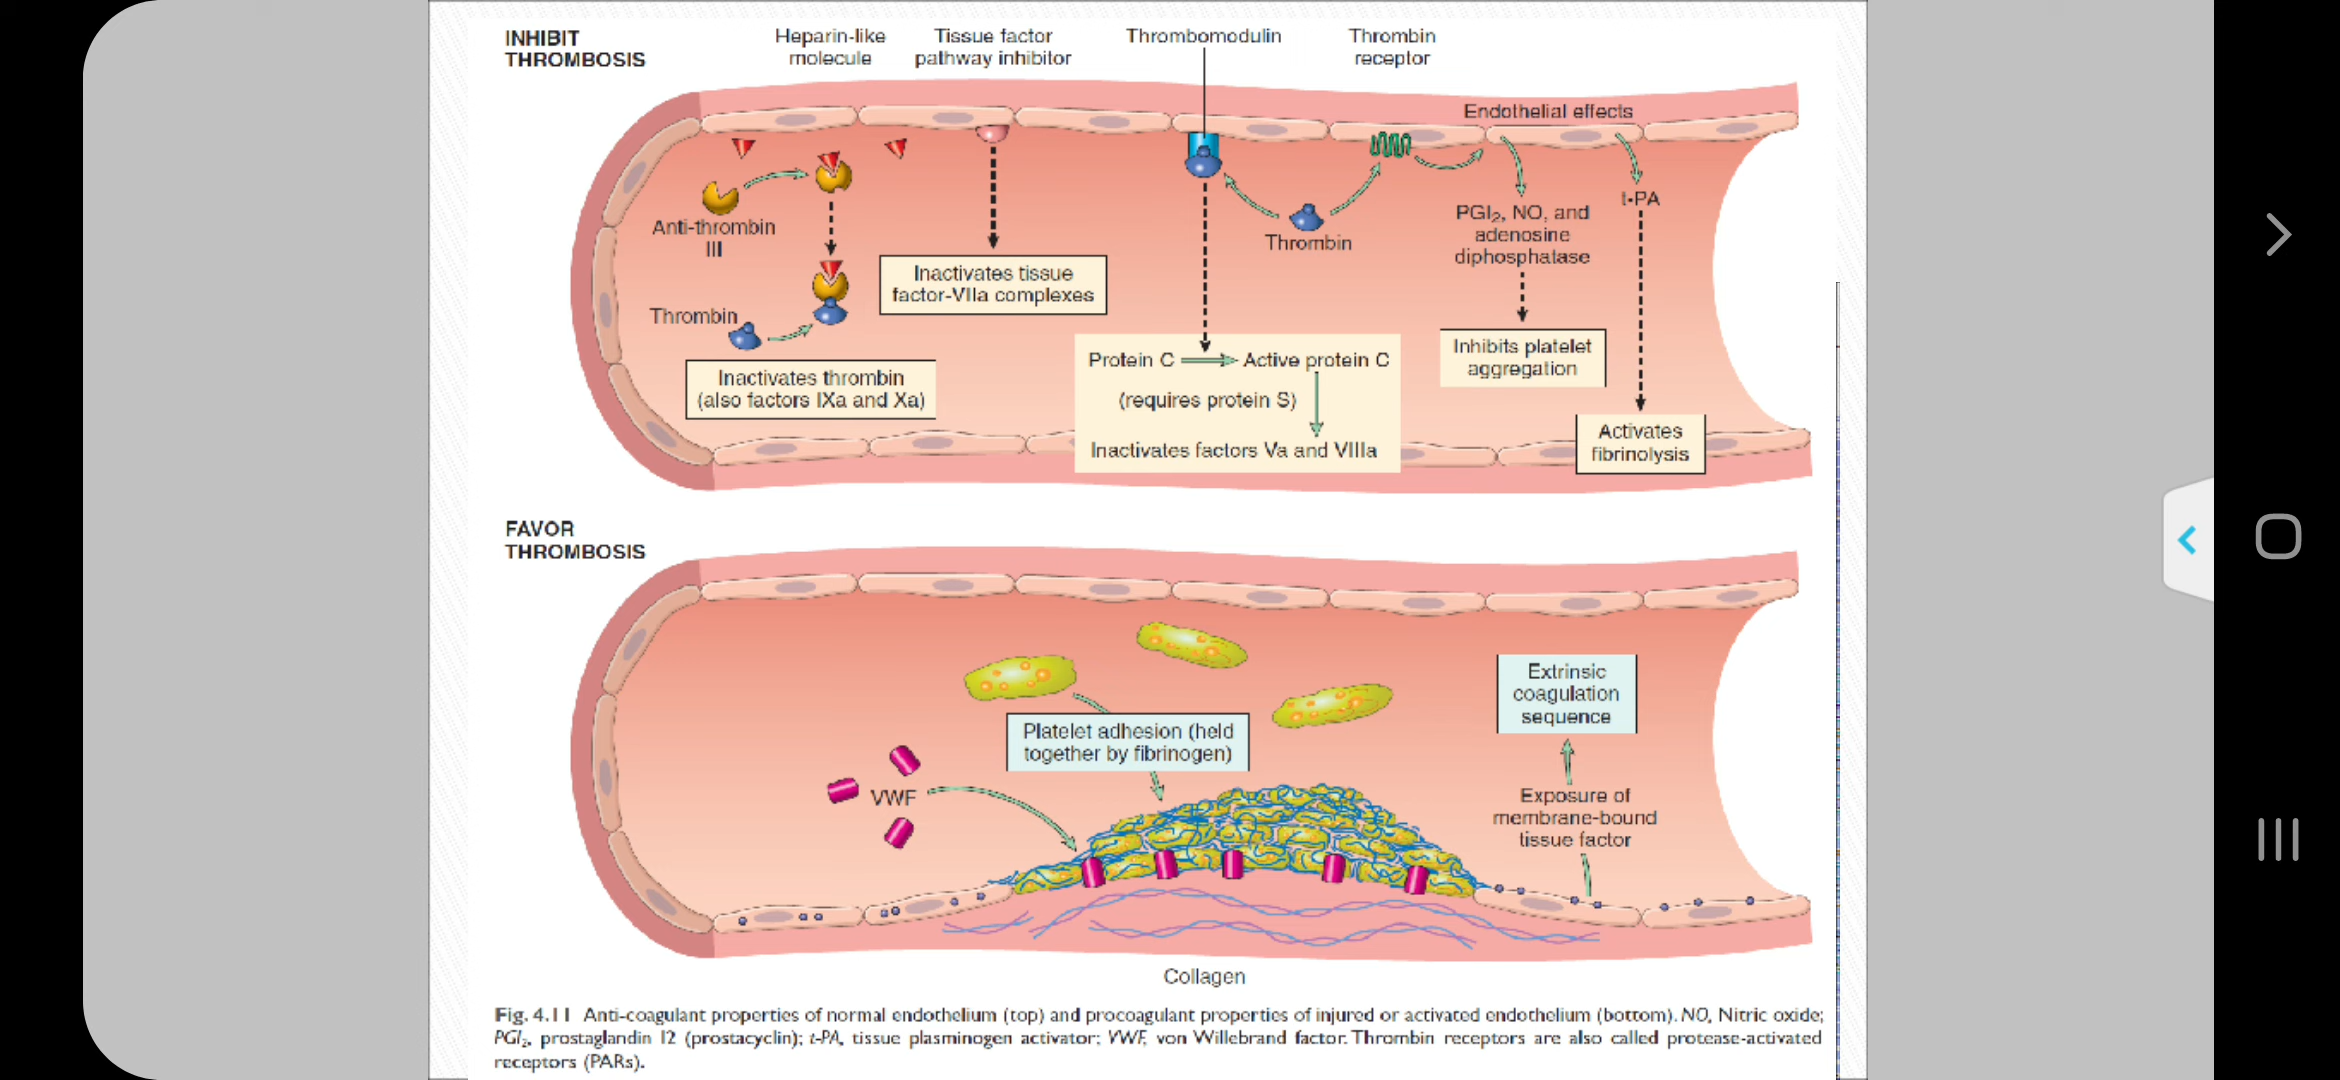 INHIBIT
THROMBOSIS
Heparin-like
molecule
Tissue factor
pathway inhibitor
Thrombomodulin
Thrombin
receptor
Endothelial effects
Anti-thrombin
III
Thrombin
Inactivates thrombin
(also factors IXa and Xa)
Inactivates tissue
factor-VIIa complexes
Thrombin
Protein C Active protein C
(requires protein S)
Inactivates factors Va and VIIIa
PGI₂, NO, and
adenosine
diphosphatase
Inhibits platelet
aggregation
t-PA
Activates
fibrinolysis
FAVOR
THROMBOSIS
Platelet adhesion (held
together by fibrinogen)
VWF
Extrinsic
coagulation
sequence
Exposure of
membrane-bound
tissue factor
Collagen
Fig. 4.11 Anti-coagulant properties of normal endothelium (top) and procoagulant properties of injured or activated endothelium (bottom). NO, Nitric oxide;
PGI₂, prostaglandin I2 (prostacyclin); t-PA, tissue plasminogen activator; VWF, von Willebrand factor. Thrombin receptors are also called protease-activated
receptors (PARs).